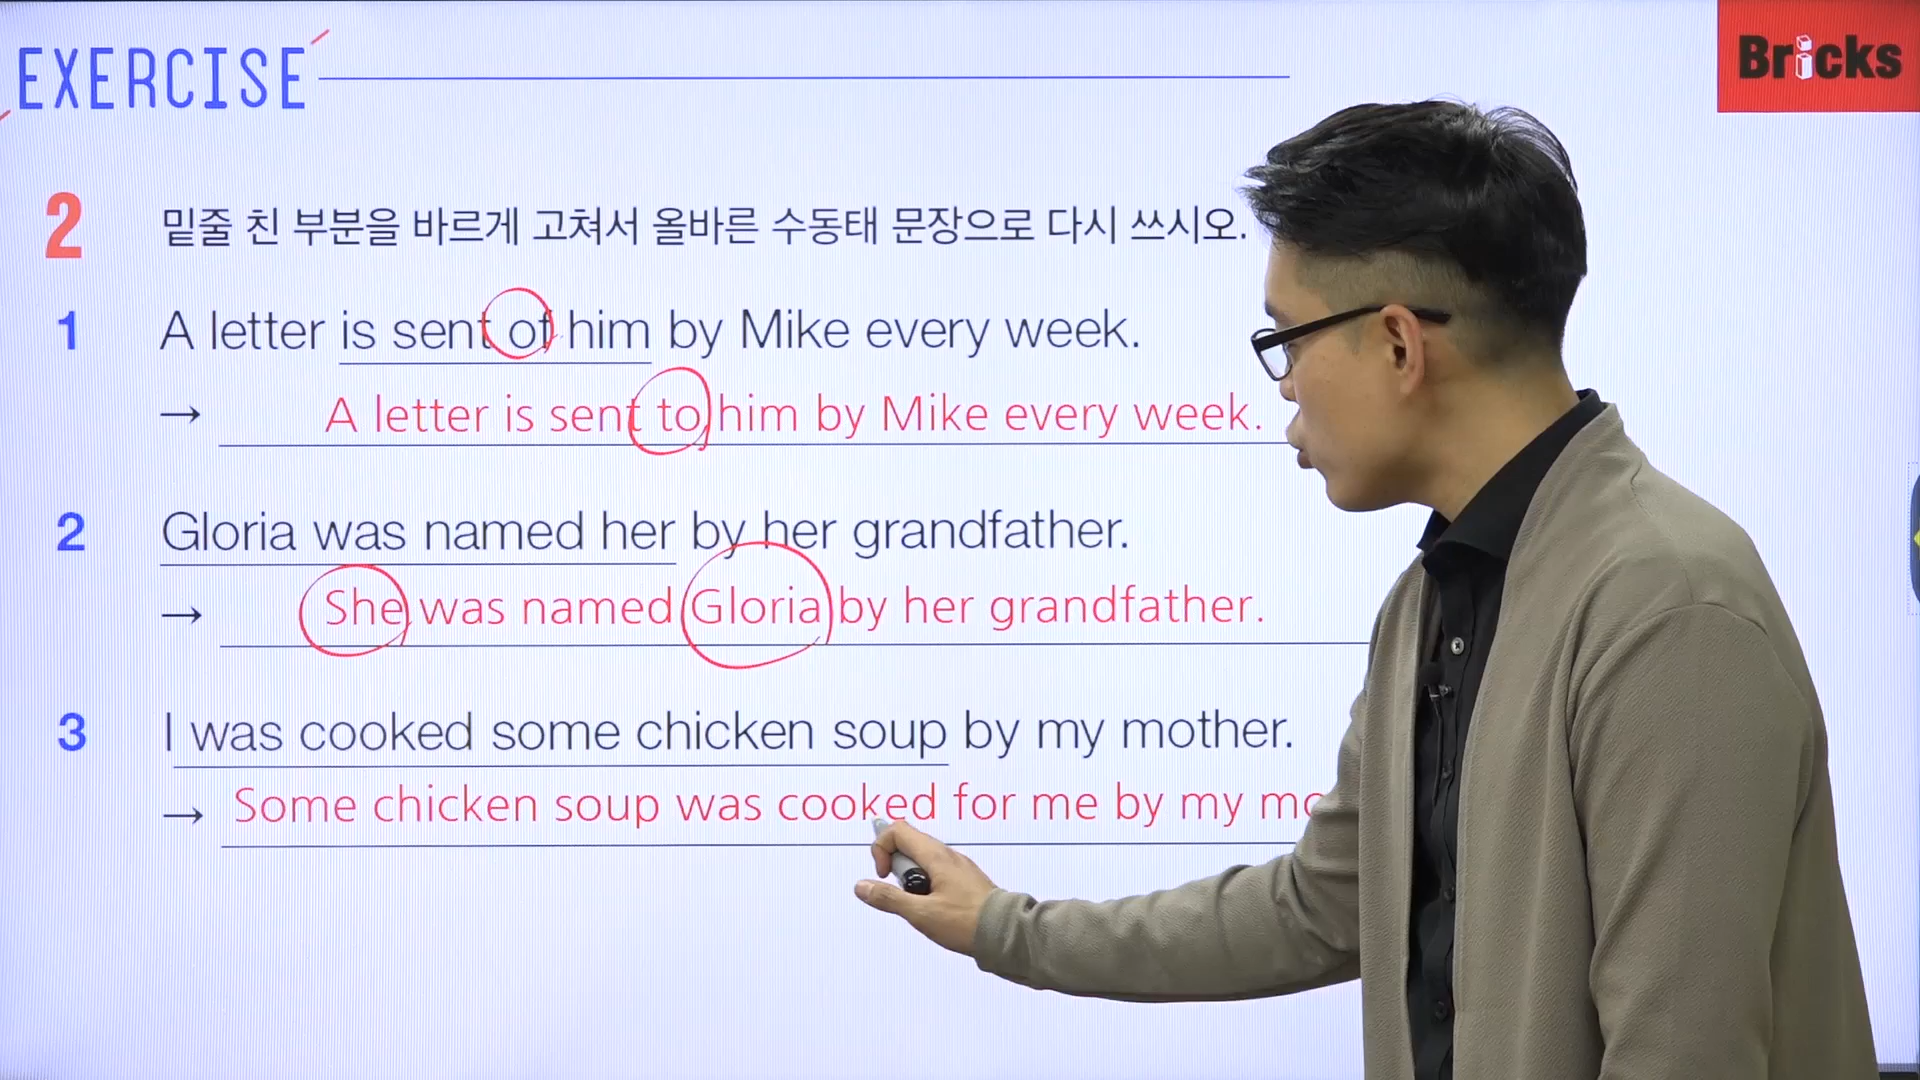 EXERCISE
Bricks
2 밑줄 친 부분을 바르게 고쳐서 올바른 수동태 문장으로 다시 쓰시오.
1 A letter is sent of him by Mike every week.
→ A letter is sent to him by Mike every week.
2 Gloria was named her by her grandfather.
→ She was named Gloria by her grandfather.
3 I was cooked some chicken soup by my mother.
→ Some chicken soup was cooked for me by my